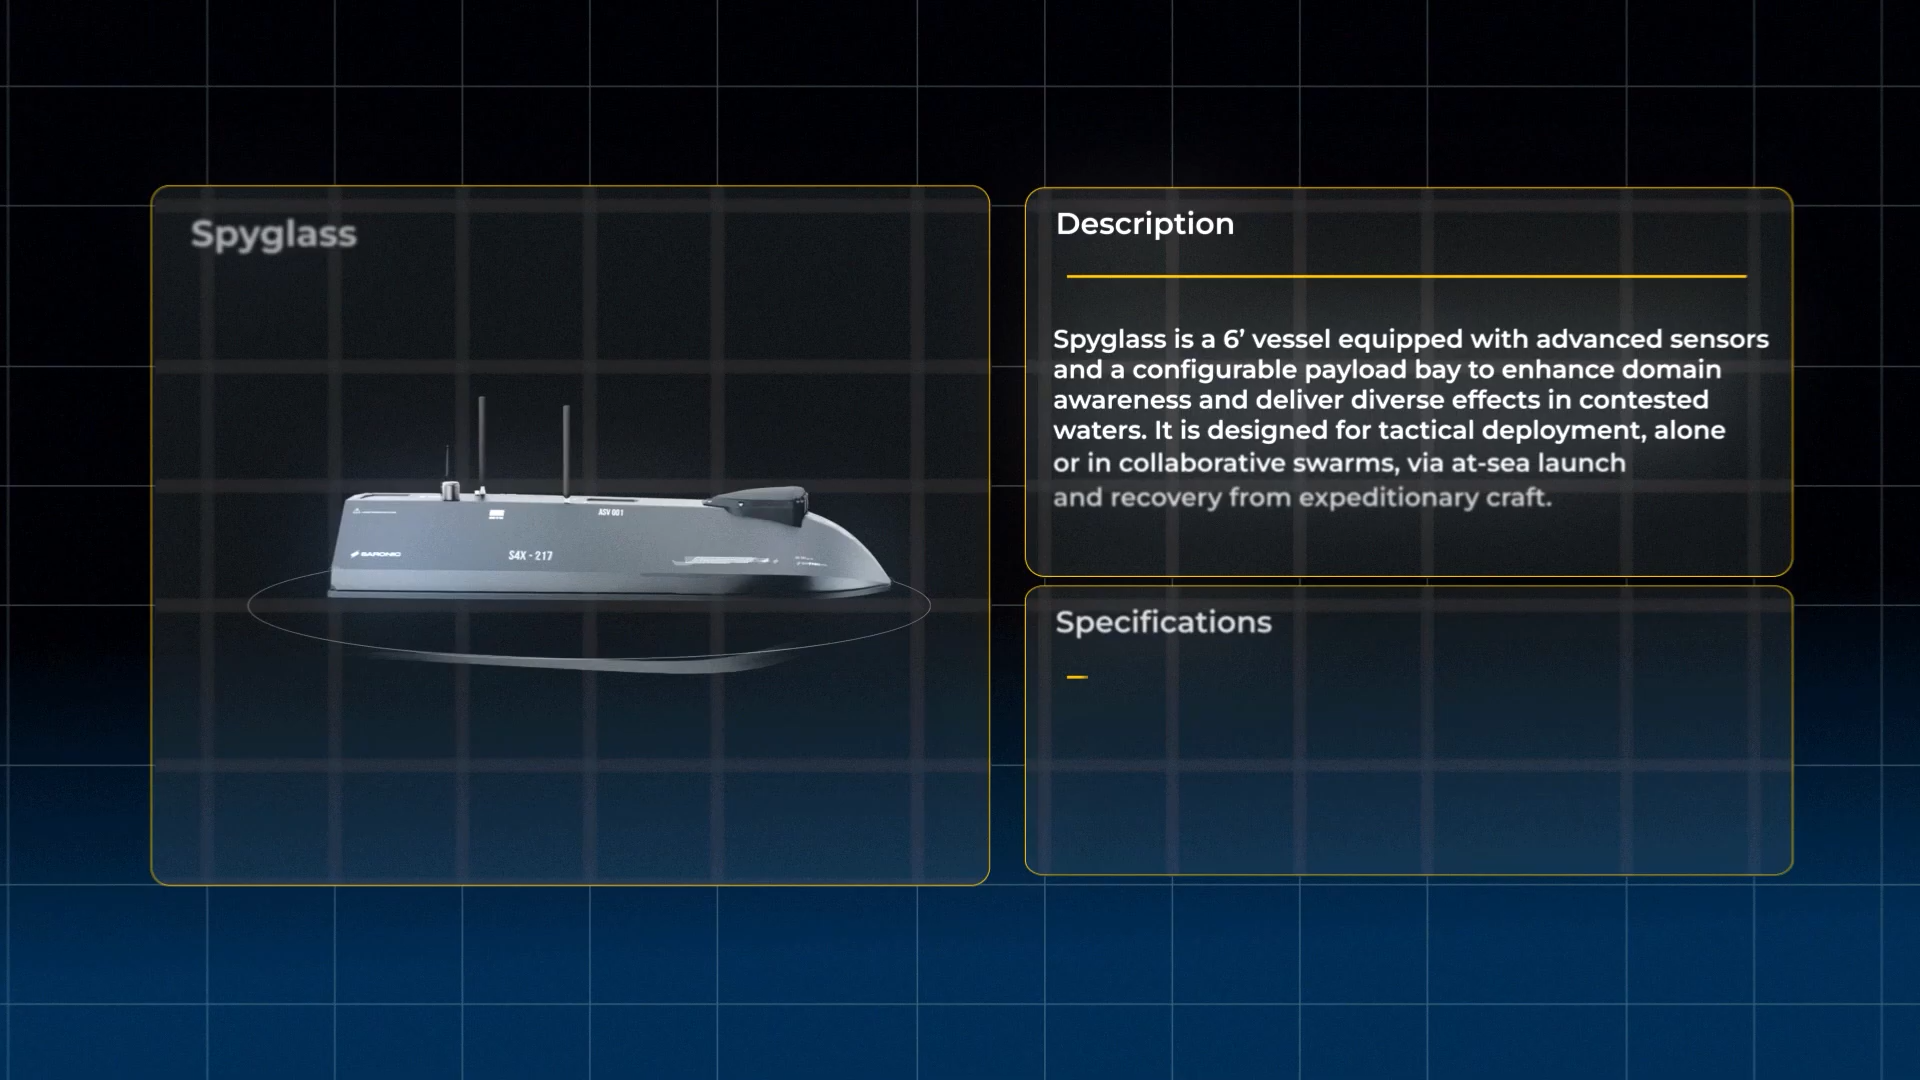 Spyglass
ASV 001
S4X - 217
SARONIC
Description
Spyglass is a 6’ vessel equipped with advanced sensors
and a configurable payload bay to enhance domain
awareness and deliver diverse effects in contested
waters. It is designed for tactical deployment, alone
or in collaborative swarms, via at-sea launch
and recovery from expeditionary craft.
Specifications